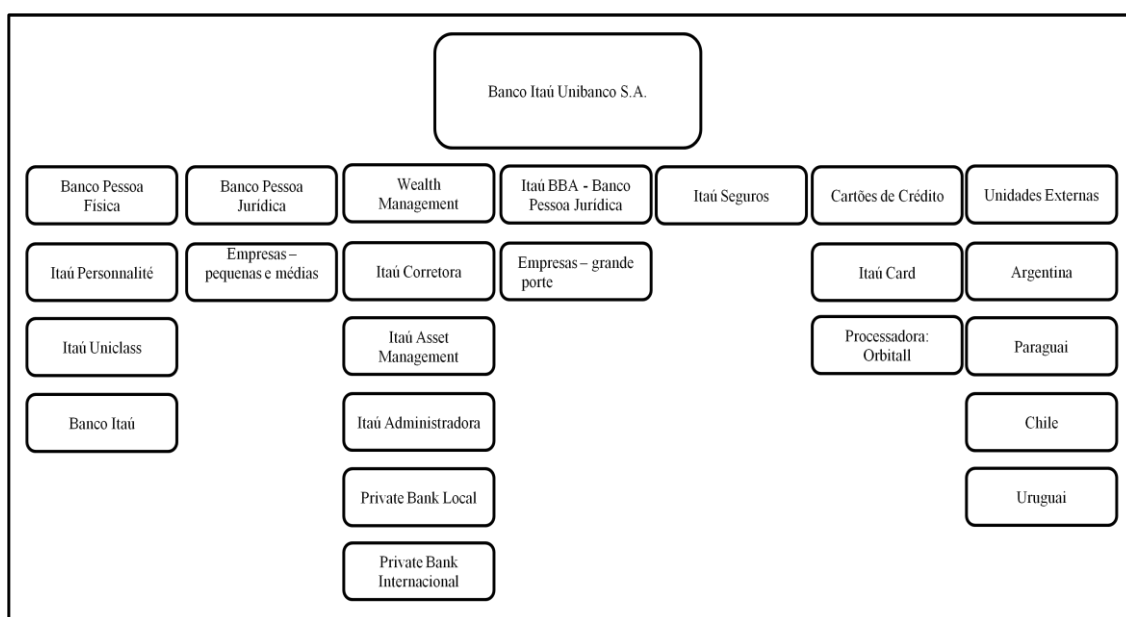 Banco Itaú Unibanco S.A.
Banco Pessoa
Física
Banco Pessoa
Jurídica
Wealth
Management
Itaú BBA - Banco
Pessoa Jurídica
Itaú Seguros
Cartões de Crédito
Unidades Externas
Itaú Personnalité
Empresas –
pequenas e médias
Itaú Corretora
Empresas – grande
porte
Itaú Card
Argentina
Itaú Uniclass
Itaú Asset
Management
Processadora:
Orbitall
Paraguai
Banco Itaú
Itaú Administradora
Chile
Private Bank Local
Uruguai
Private Bank
Internacional